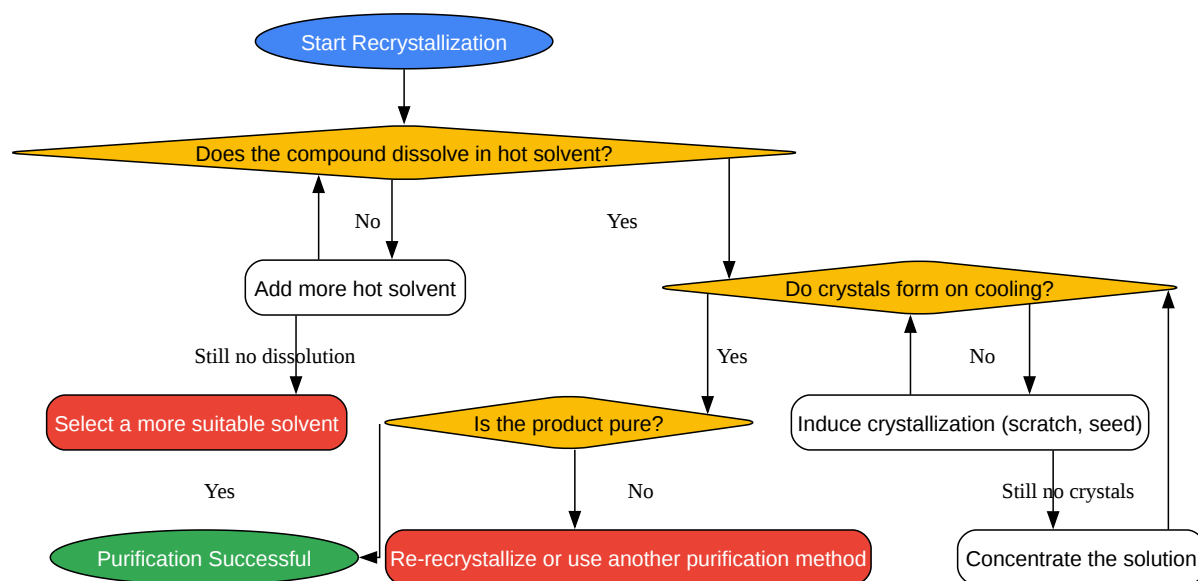 Start Recrystallization
Does the compound dissolve in hot solvent?
No
Yes
Add more hot solvent
Do crystals form on cooling?
Still no dissolution
Yes
No
Select a more suitable solvent
Is the product pure?
Induce crystallization (scratch, seed)
Yes
No
Still no crystals
Purification Successful
Re-recrystallize or use another purification method
Concentrate the solution